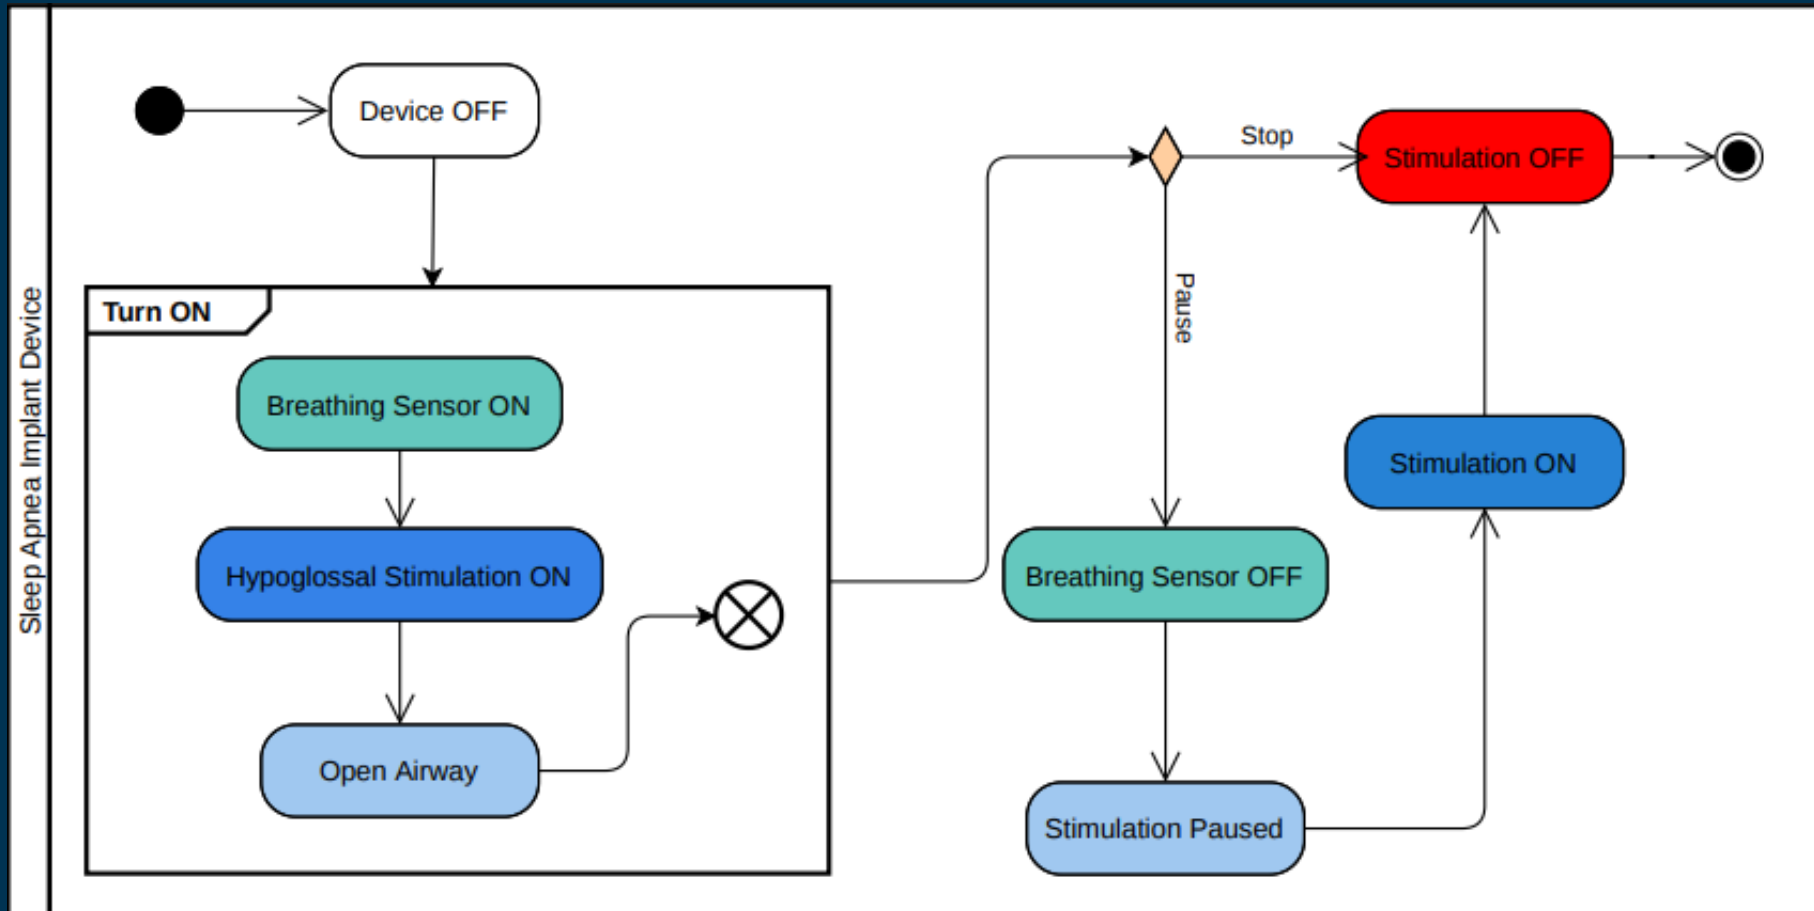 Sleep Apnea Implant Device
Device OFF
Turn ON
Breathing Sensor ON
Hypoglossal Stimulation ON
Open Airway
Stop
Pause
Stimulation OFF
Stimulation ON
Breathing Sensor OFF
Stimulation Paused